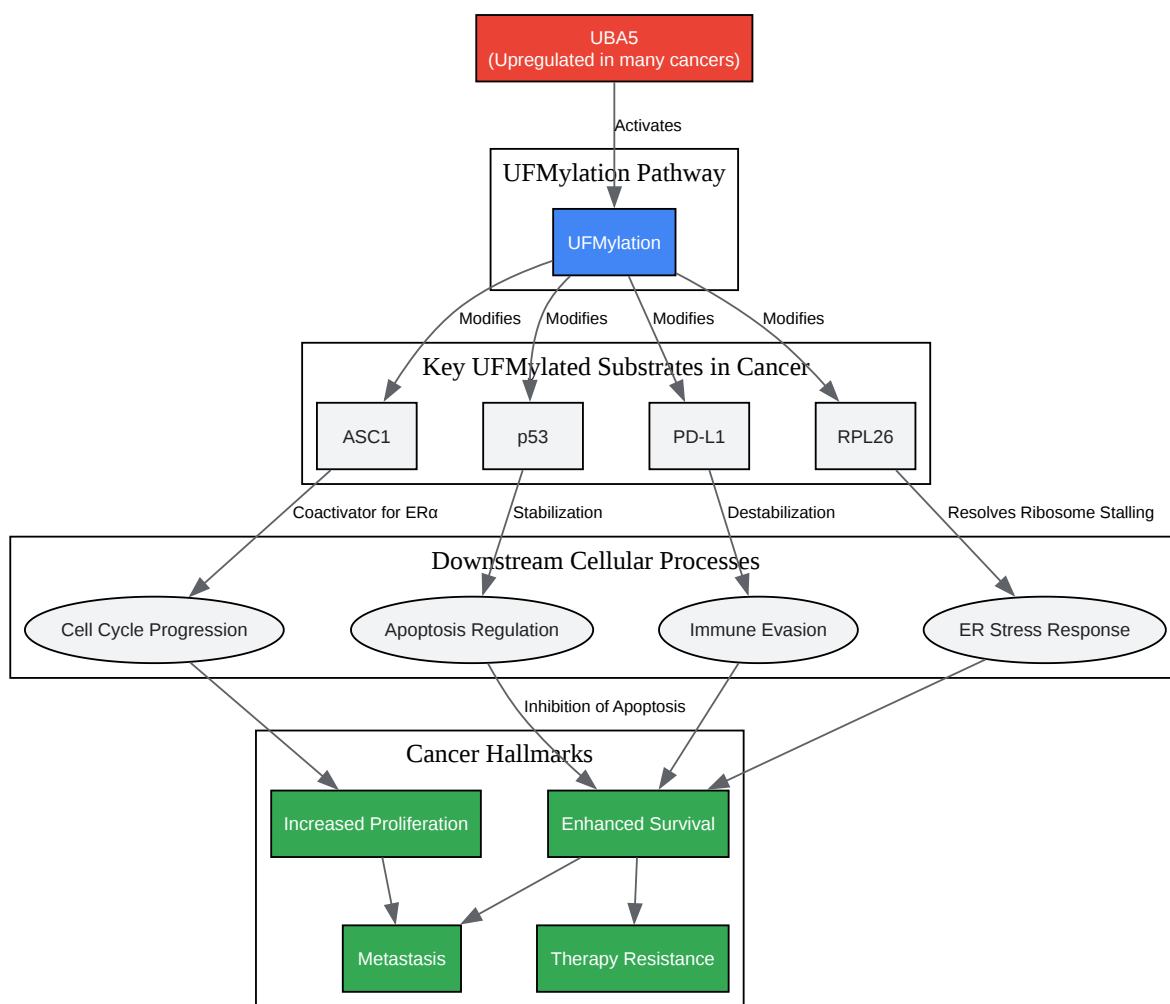 UBA5
(Upregulated in many cancers)
Activates
UFMylation Pathway
UFMylation
Modifies
Modifies
Modifies
Modifies
Key UFMylated Substrates in Cancer
ASC1
p53
PD-L1
RPL26
Coactivator for ERα
Stabilization
Destabilization
Resolves Ribosome Stalling
Downstream Cellular Processes
Cell Cycle Progression
Apoptosis Regulation
Immune Evasion
ER Stress Response
Inhibition of Apoptosis
Cancer Hallmarks
Increased Proliferation
Enhanced Survival
Metastasis
Therapy Resistance